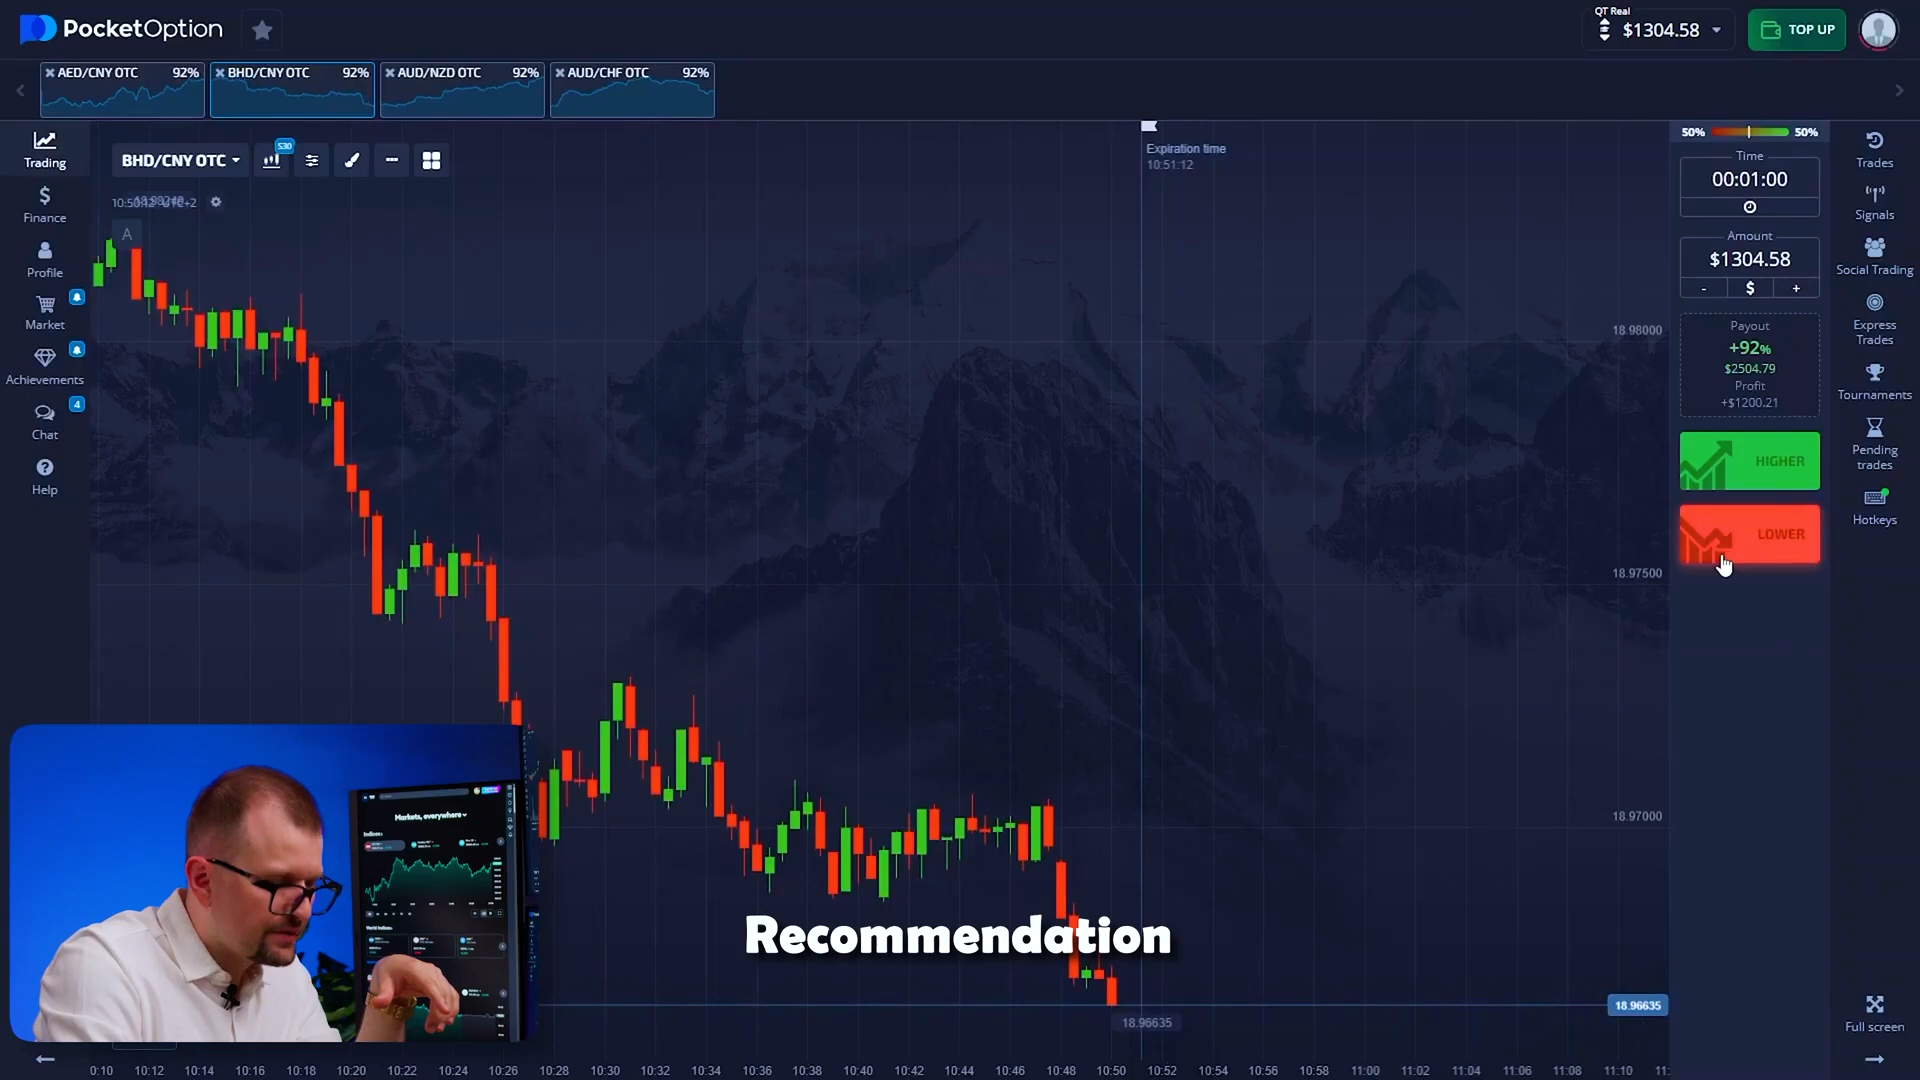 PocketOption
QT Real
$1304.58
TOP UP
AED/CNY OTC 92%
BHD/CNY OTC 92%
AUD/NZD OTC 92%
AUD/CHF OTC 92%
Trading
Finance
Profile
Market
Achievements
4
Chat
Help
BHD/CNY OTC
S30
A
Expiration time
10:51:12
18.98000
18.97500
18.97000
18.96635
18.96635
50% 50%
Time
00:01:00
Amount
$1304.58
- $ +
Payout
+92%
$2504.79
Profit
+$1200.21
HIGHER
LOWER
Trades
Signals
Social Trading
Express
Trades
Tournaments
Pending
trades
Hotkeys
Full screen
Markets, everywhere
Recommendation
0:10 10:12 10:14 10:16 10:18 10:20 10:22 10:24 10:26 10:28 10:30 10:32 10:34 10:36 10:38 10:40 10:42 10:44 10:46 10:48 10:50 10:52 10:54 10:56 10:58 11:00 11:02 11:04 11:06 11:08 11:10 11: